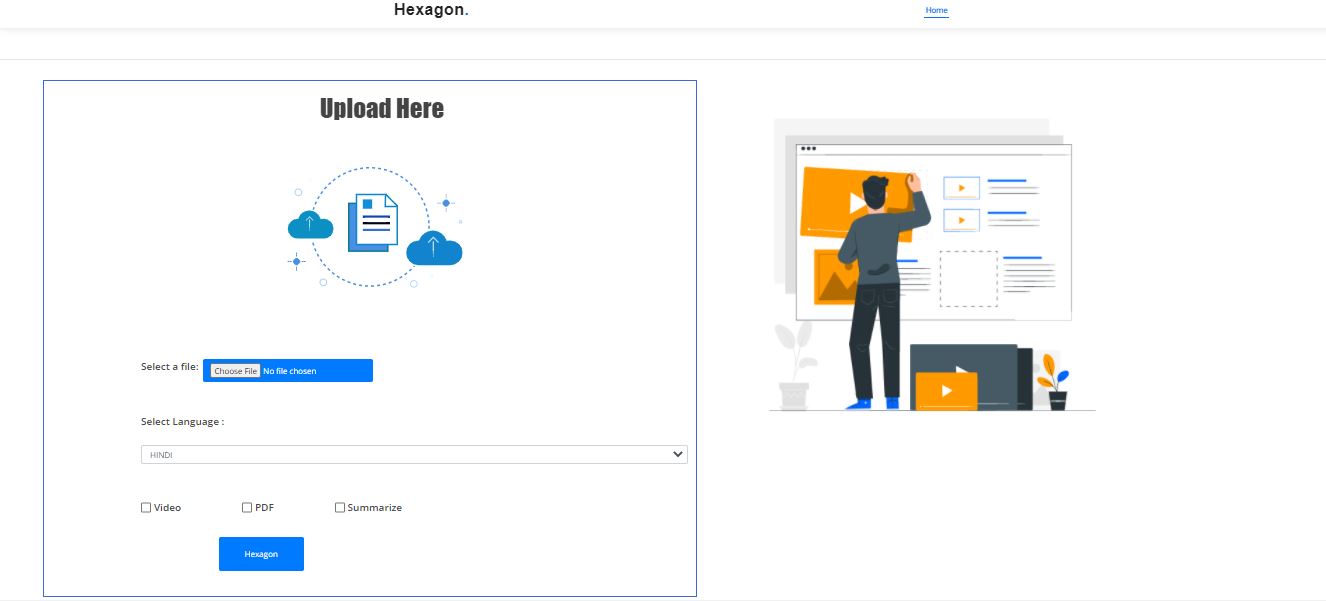 Hexagon.
Home
Upload Here
Select a file: Choose File No file chosen
Select Language :
HINDI
Video PDF Summarize
Hexagon